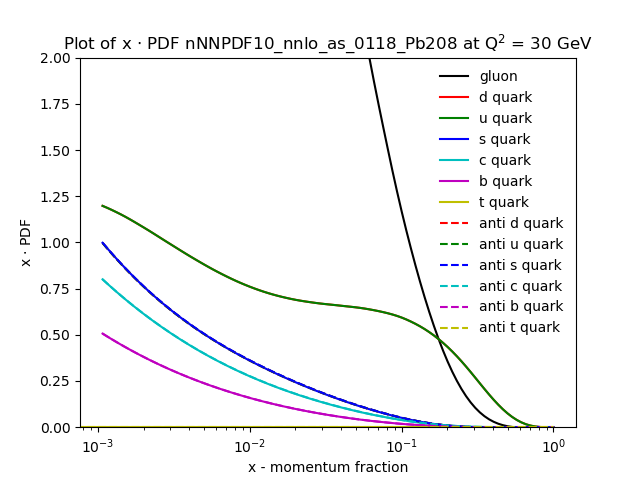 Plot of x · PDF nNNPDF10_nnlo_as_0118_Pb208 at Q² = 30 GeV
x · PDF
2.00
1.75
1.50
1.25
1.00
0.75
0.50
0.25
0.00
gluon
d quark
u quark
s quark
c quark
b quark
t quark
anti d quark
anti u quark
anti s quark
anti c quark
anti b quark
anti t quark
10⁻³
10⁻²
10⁻¹
10⁰
x - momentum fraction